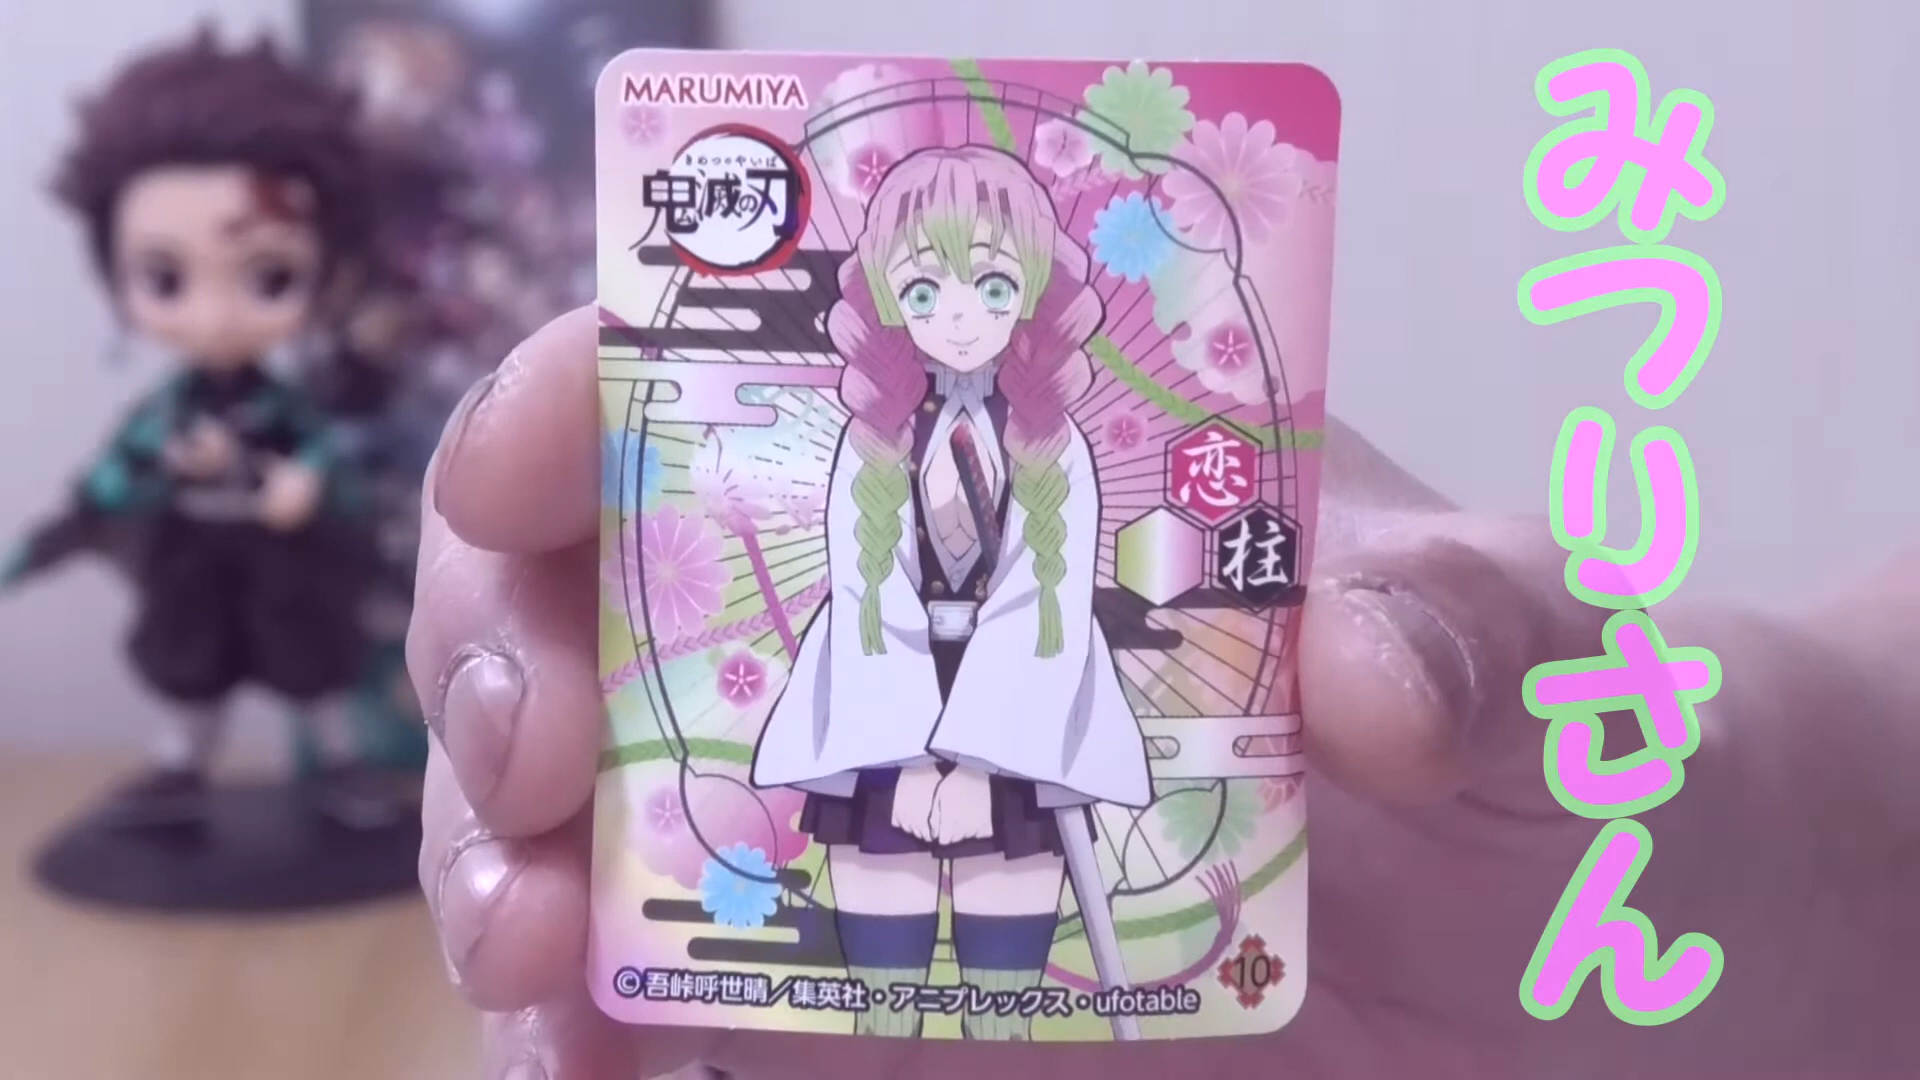 MARUMIYA
きめつのやいば
鬼滅の刃
恋
柱
10
©吾峠呼世晴／集英社・アニプレックス・ufotable
みつりさん